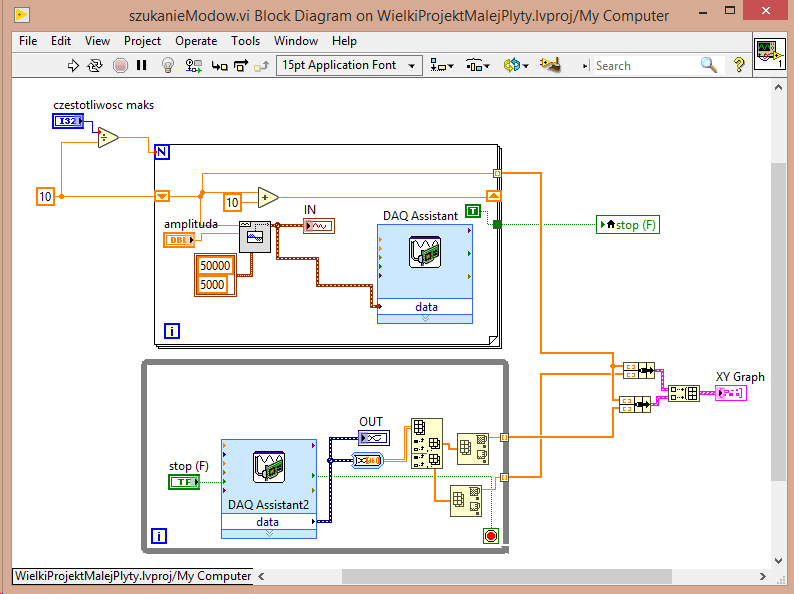 szukanieModow.vi Block Diagram on WielkiProjektMalejPlyty.lvproj/My Computer
File Edit View Project Operate Tools Window Help
15pt Application Font
Search
?
1
czestotliwosc maks
I32
÷
N
10
10
+
amplituda
DBL
IN
DAQ Assistant
T
stop (F)
50000
5000
data
i
XY Graph
OUT
stop (F)
TF
DAQ Assistant2
data
i
WielkiProjektMalejPlyty.lvproj/My Computer